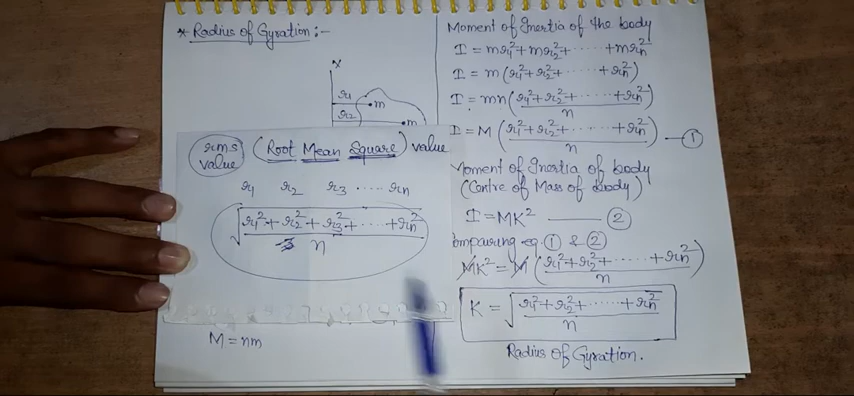 * Radius of Gyration :-
x
r1
m
r2
m
rms value (Root Mean Square) value
r1 r2 r3 ..... rn
√(r1² + r2² + r3² + ..... + rn²) / n
M = nm
Moment of Inertia of the body
I = mr1² + mr2² + ...... + mrn²
I = m(r1² + r2² + ...... + rn²)
I = mn(r1² + r2² + ...... + rn²) / n
I = M(r1² + r2² + ...... + rn²) / n — ①
Moment of Inertia of body
(Centre of Mass of body)
I = MK² — ②
omparing eq. ① & ②
MK² = M(r1² + r2² + ...... + rn²) / n
K = √(r1² + r2² + ...... + rn²) / n
Radius of Gyration.